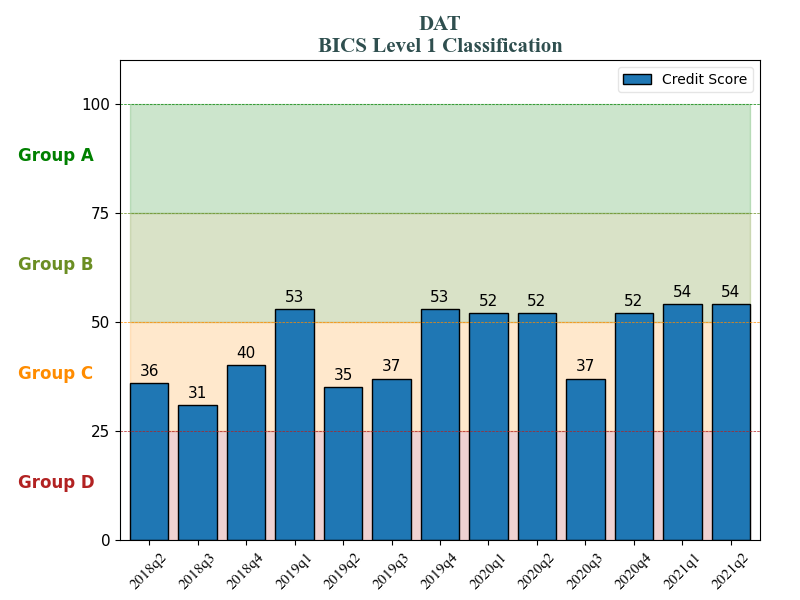 DAT
BICS Level 1 Classification
Credit Score
100
Group A
75
Group B
50
Group C
25
Group D
0
36
31
40
53
35
37
53
52
52
37
52
54
54
2018q2
2018q3
2018q4
2019q1
2019q2
2019q3
2019q4
2020q1
2020q2
2020q3
2020q4
2021q1
2021q2